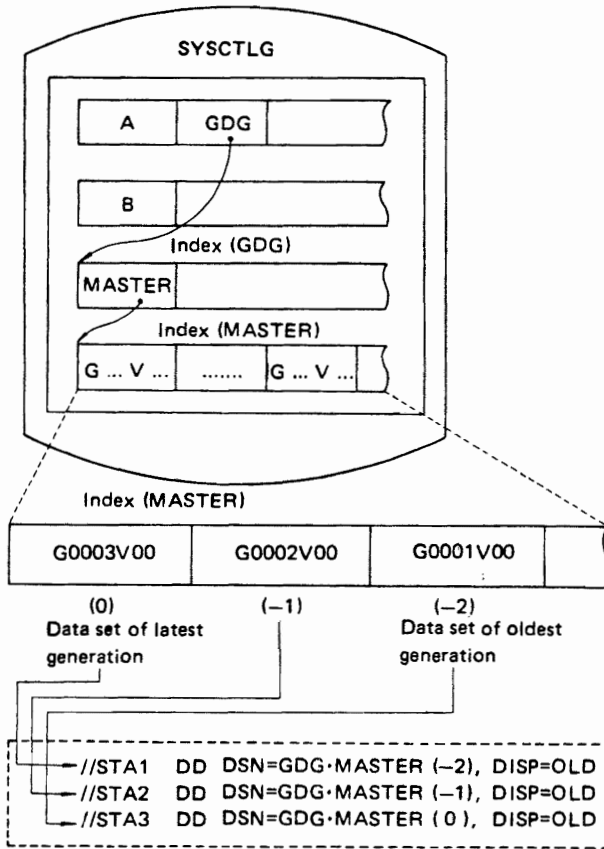 SYSCTLG
A GDG
B
Index (GDG)
MASTER
Index (MASTER)
G ... V ... ....... G ... V ...
Index (MASTER)
G0003V00 G0002V00 G0001V00
(0) (−1) (−2)
Data set of latest generation
Data set of oldest generation
//STA1 DD DSN=GDG·MASTER (−2), DISP=OLD
//STA2 DD DSN=GDG·MASTER (−1), DISP=OLD
//STA3 DD DSN=GDG·MASTER (0), DISP=OLD